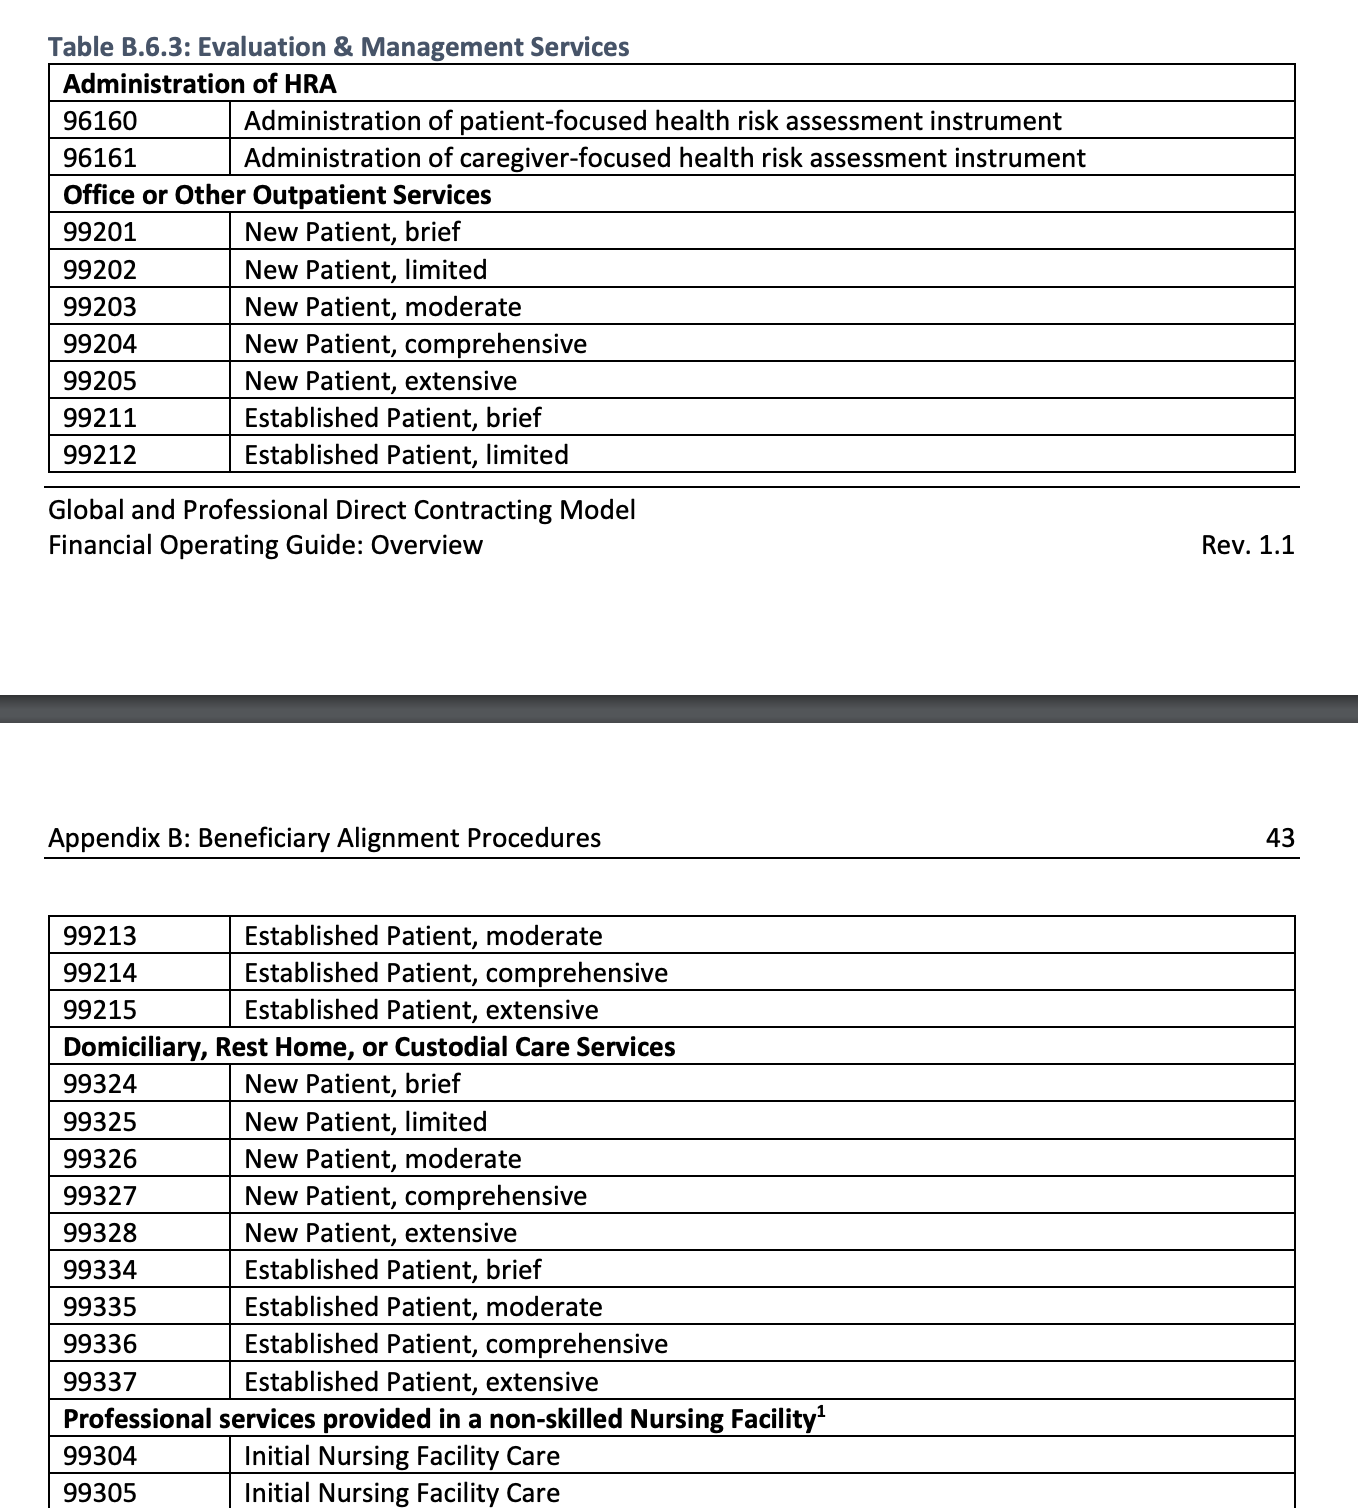 Table B.6.3: Evaluation & Management Services
Administration of HRA
96160 Administration of patient-focused health risk assessment instrument
96161 Administration of caregiver-focused health risk assessment instrument
Office or Other Outpatient Services
99201 New Patient, brief
99202 New Patient, limited
99203 New Patient, moderate
99204 New Patient, comprehensive
99205 New Patient, extensive
99211 Established Patient, brief
99212 Established Patient, limited
Global and Professional Direct Contracting Model
Financial Operating Guide: Overview Rev. 1.1
Appendix B: Beneficiary Alignment Procedures 43
99213 Established Patient, moderate
99214 Established Patient, comprehensive
99215 Established Patient, extensive
Domiciliary, Rest Home, or Custodial Care Services
99324 New Patient, brief
99325 New Patient, limited
99326 New Patient, moderate
99327 New Patient, comprehensive
99328 New Patient, extensive
99334 Established Patient, brief
99335 Established Patient, moderate
99336 Established Patient, comprehensive
99337 Established Patient, extensive
Professional services provided in a non-skilled Nursing Facility¹
99304 Initial Nursing Facility Care
99305 Initial Nursing Facility Care